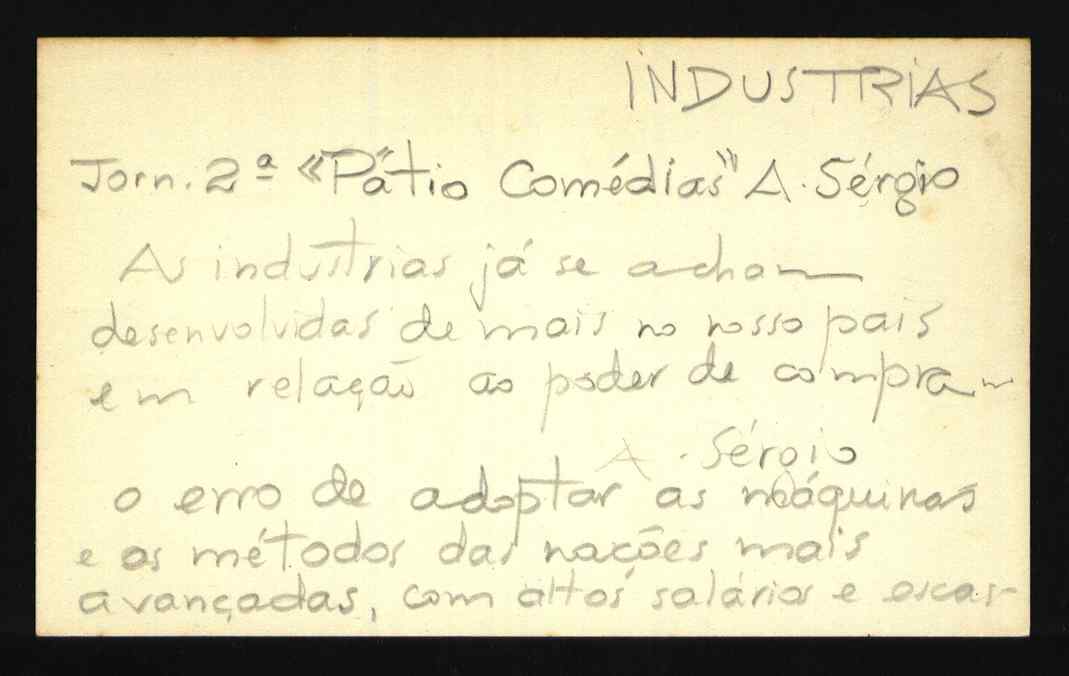 INDUSTRIAS
Jorn. 2ª «Pátio Comédias" A. Sérgio
As industrias já se acham
desenvolvidas de mais no nosso pais
em relação ao poder de compra
A. Sérgio
o erro de adoptar as máquinas
e os métodos das nações mais
avançadas, com altos salários e escas-